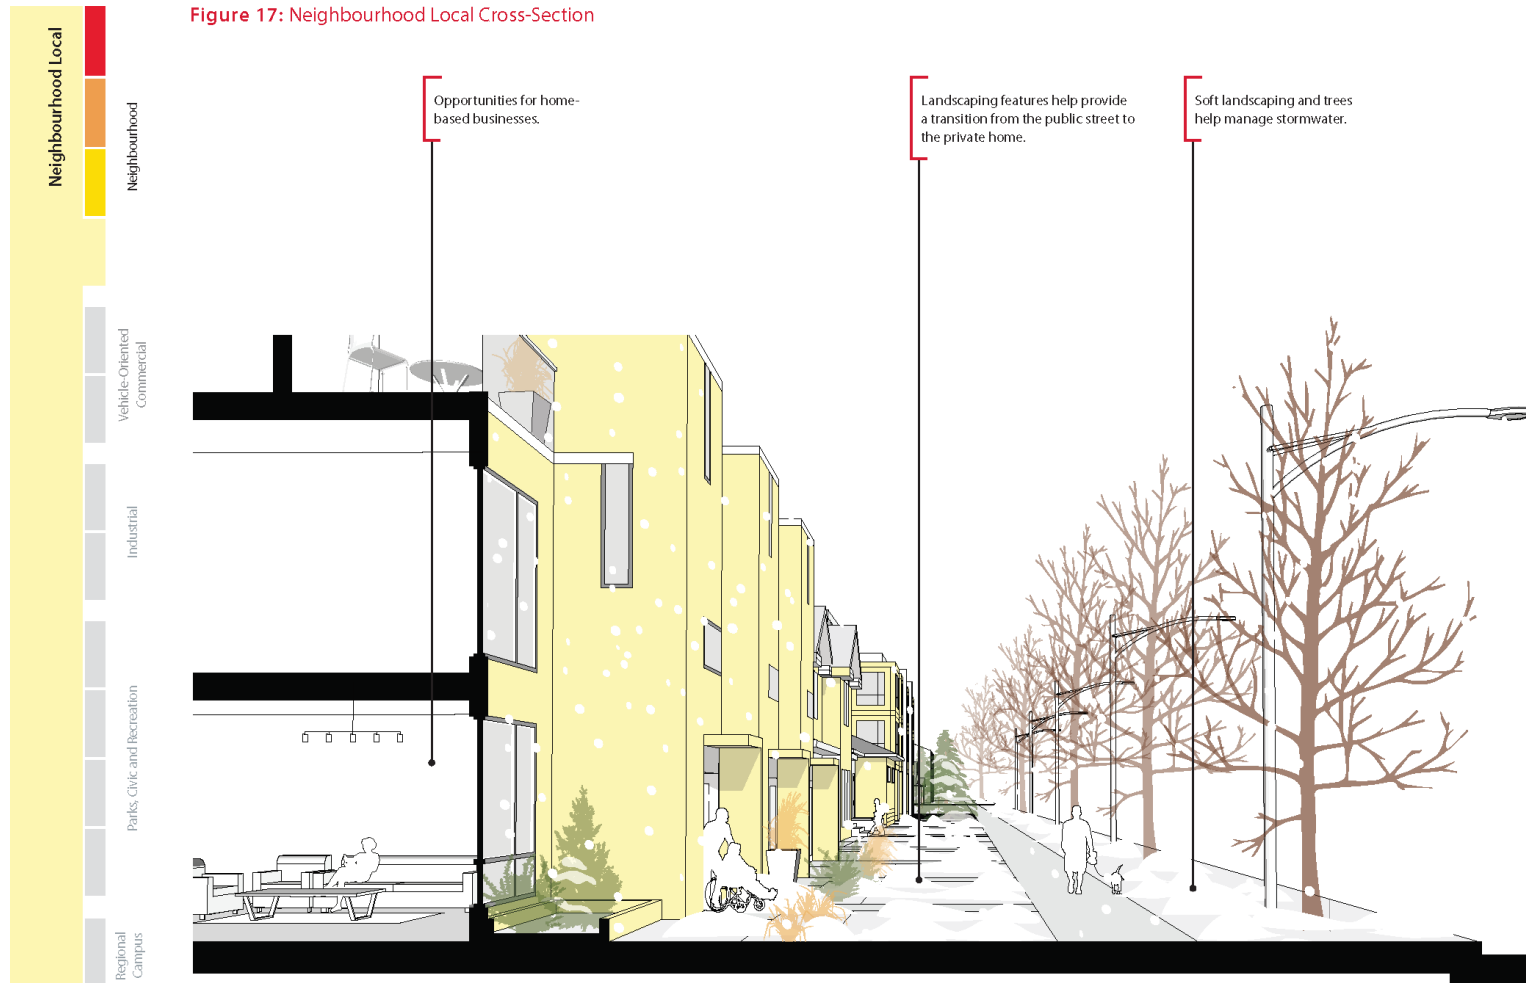 Figure 17: Neighbourhood Local Cross-Section
Neighbourhood Local
Neighbourhood
Vehicle-Oriented
Commercial
Industrial
Parks, Civic and Recreation
Regional
Campus
Opportunities for home-
based businesses.
Landscaping features help provide
a transition from the public street to
the private home.
Soft landscaping and trees
help manage stormwater.